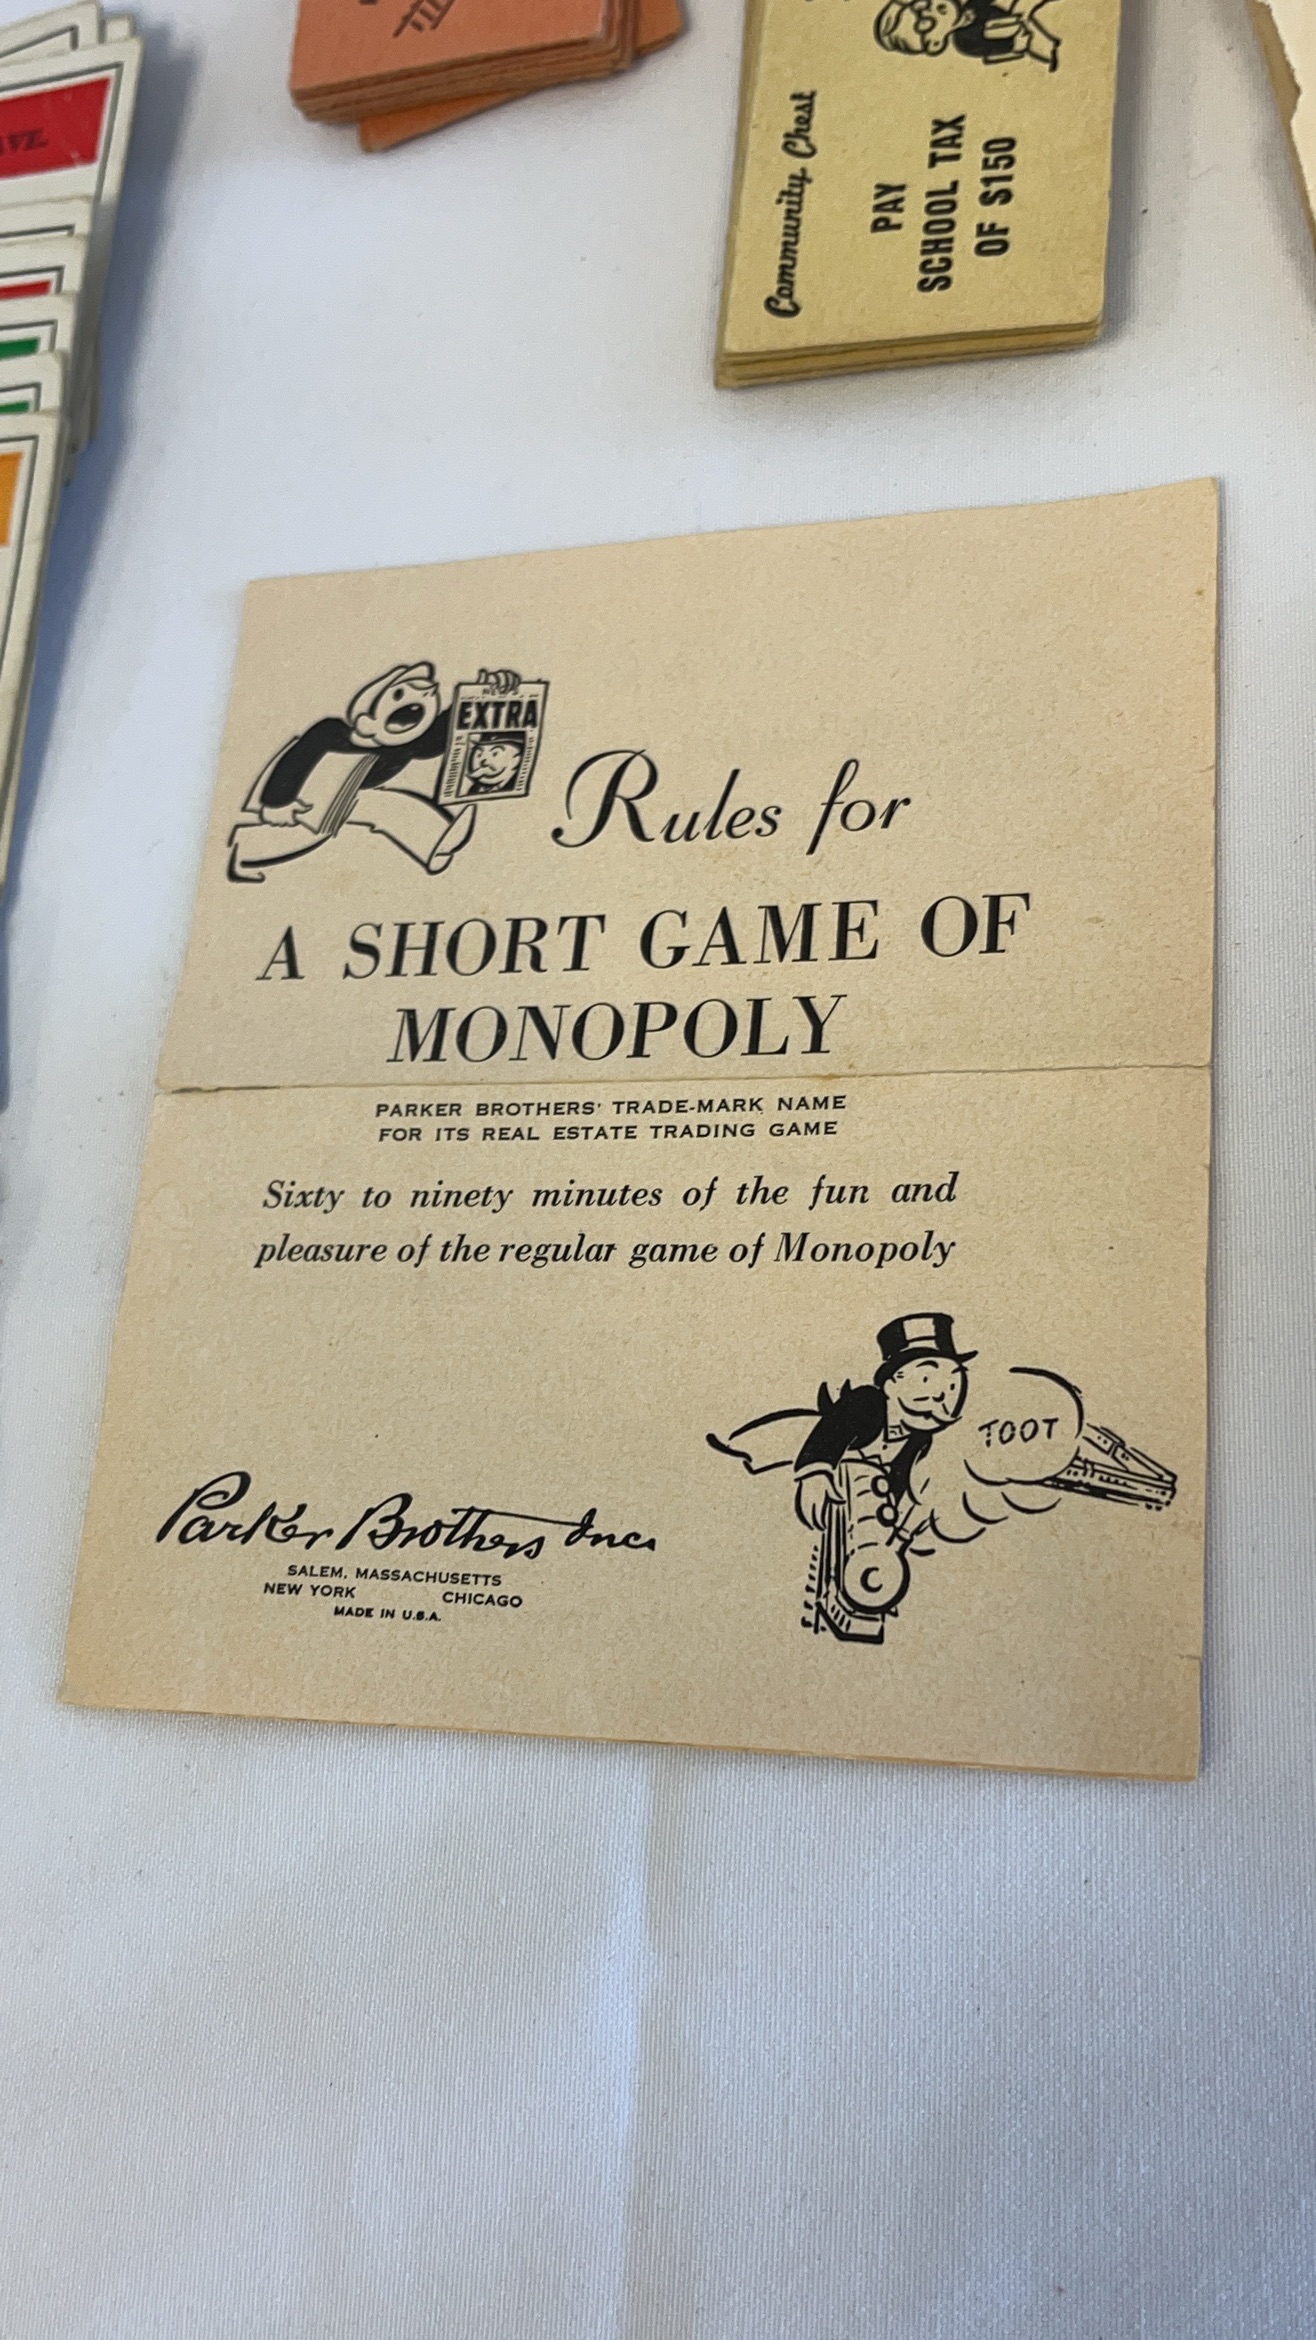 Community Chest
PAY
SCHOOL TAX
OF $150
EXTRA
Rules for
A SHORT GAME OF
MONOPOLY
PARKER BROTHERS' TRADE-MARK NAME
FOR ITS REAL ESTATE TRADING GAME
Sixty to ninety minutes of the fun and
pleasure of the regular game of Monopoly
TOOT
C
Parker Brothers Inc.
SALEM, MASSACHUSETTS
NEW YORK CHICAGO
MADE IN U.S.A.